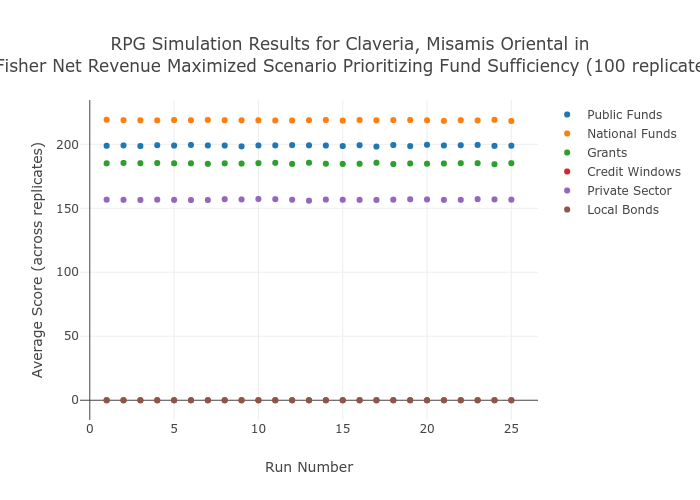 RPG Simulation Results for Claveria, Misamis Oriental in
Fisher Net Revenue Maximized Scenario Prioritizing Fund Sufficiency (100 replicate
Average Score (across replicates)
200
150
100
50
0
0
5
10
15
20
25
Run Number
Public Funds
National Funds
Grants
Credit Windows
Private Sector
Local Bonds